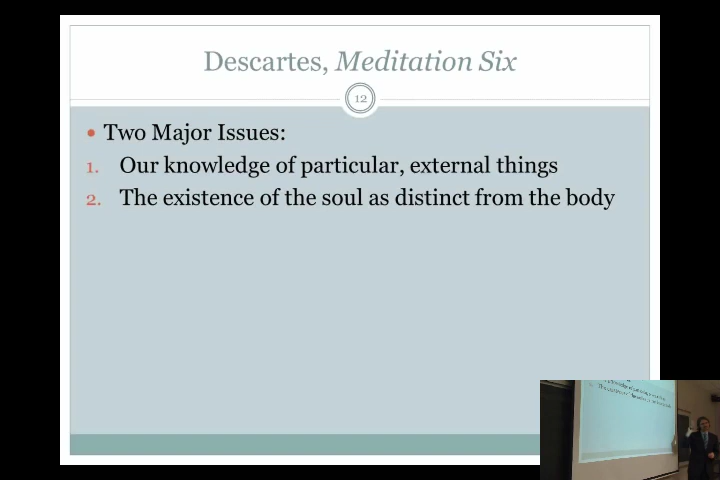 Descartes, Meditation Six
12
• Two Major Issues:
1. Our knowledge of particular, external things
2. The existence of the soul as distinct from the body